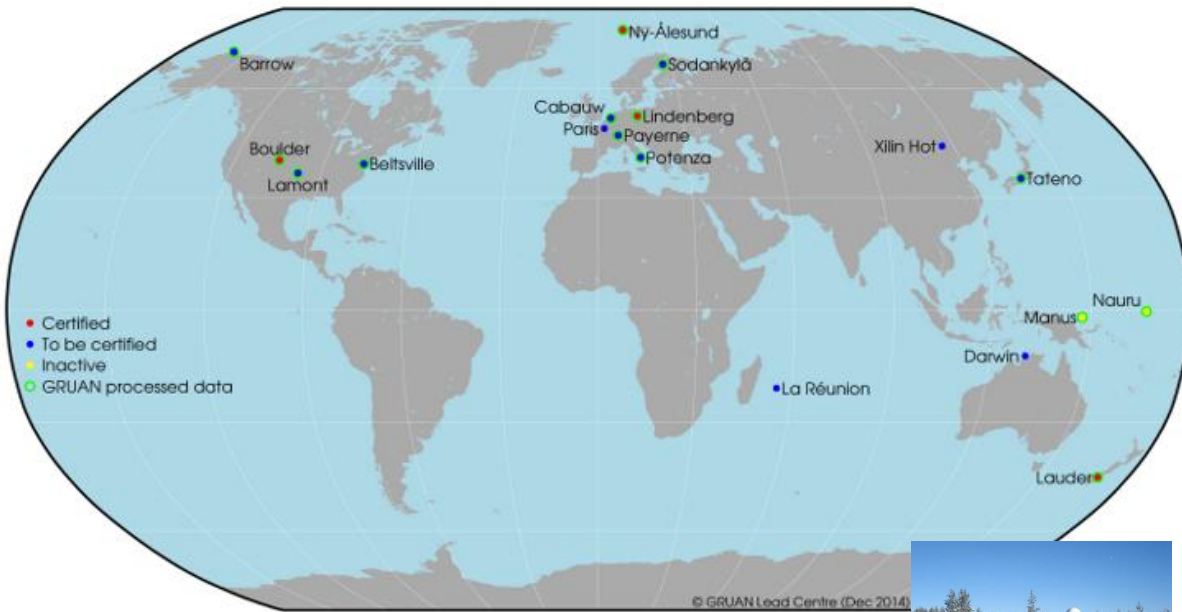 Ny-Ålesund
Barrow
Sodankylä
Cabauw
Lindenberg
Paris
Payerne
Boulder
Xilin Hot
Beltsville
Potenza
Lamont
Tateno
Nauru
Manus
Certified
To be certified
Inactive
GRUAN processed data
Darwin
La Réunion
Lauder
© GRUAN Lead Centre (Dec 2014)